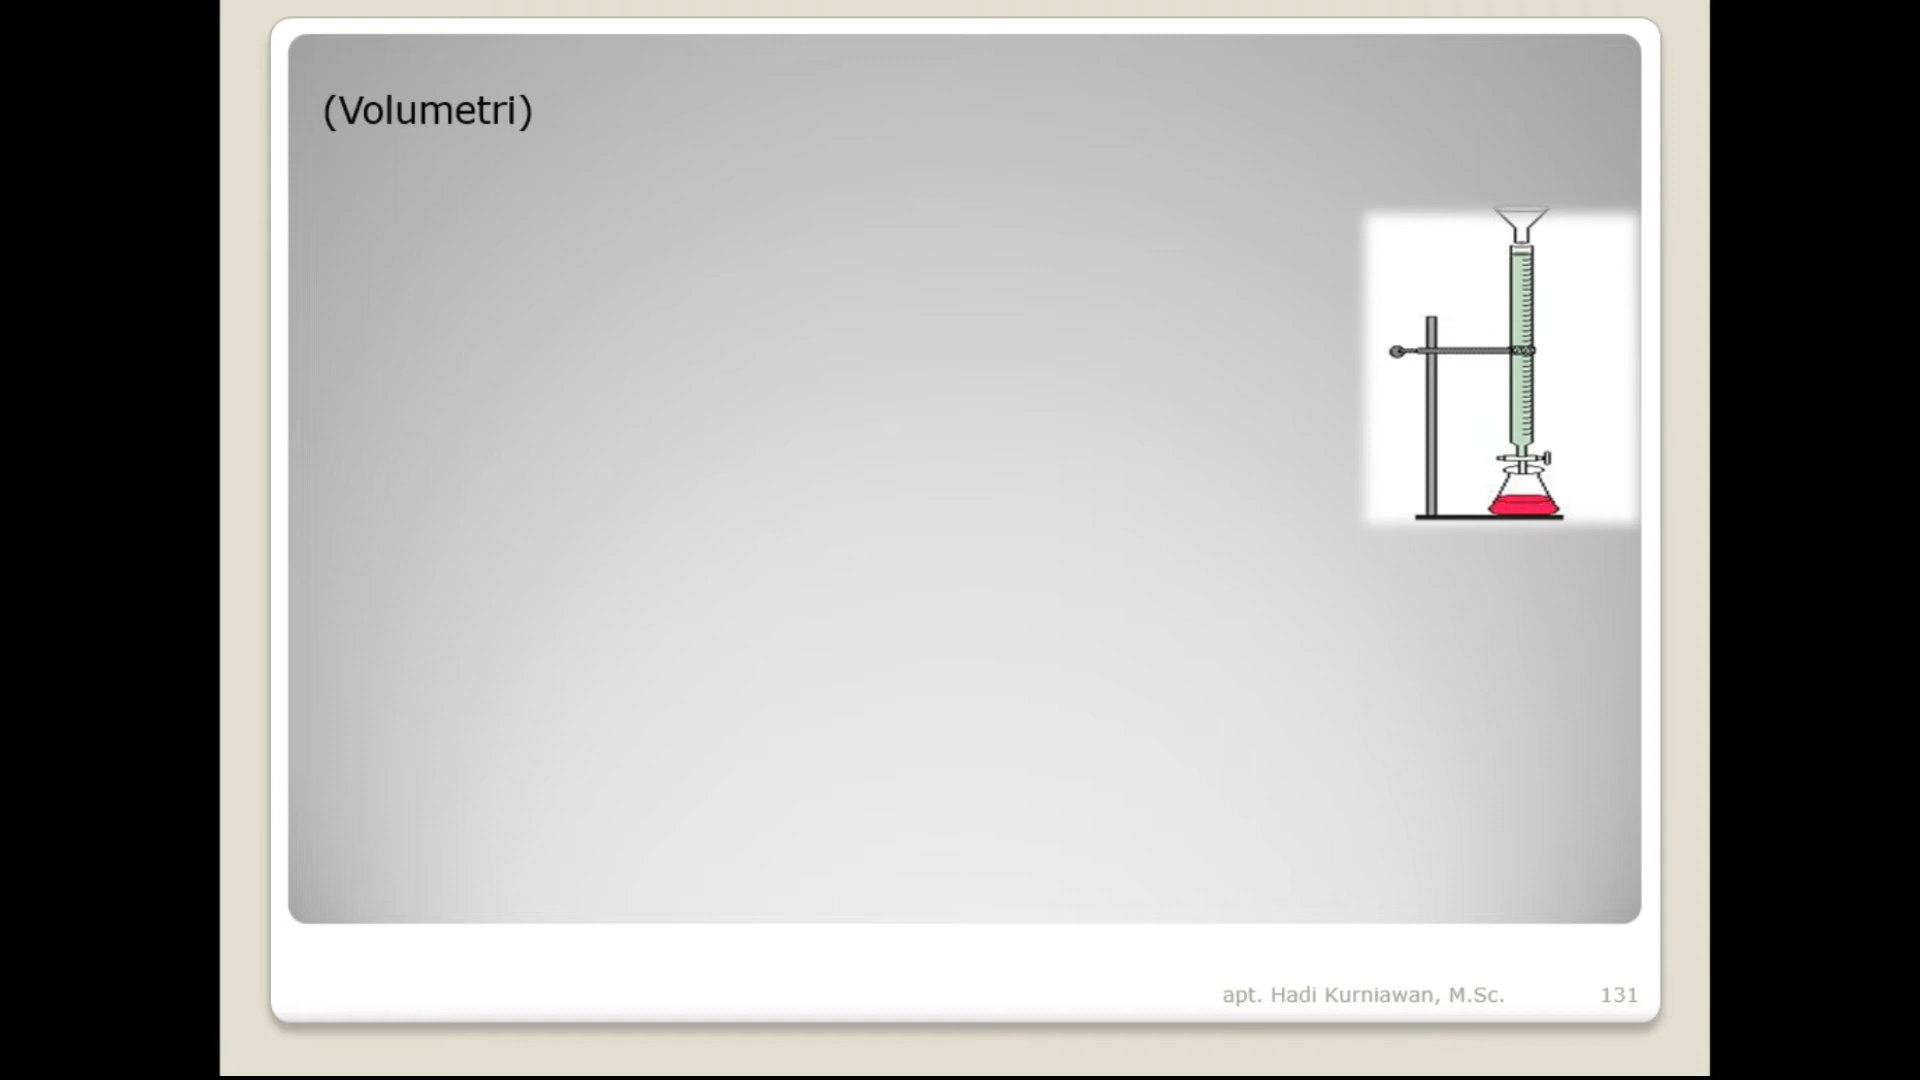 (Volumetri)
apt. Hadi Kurniawan, M.Sc.
131